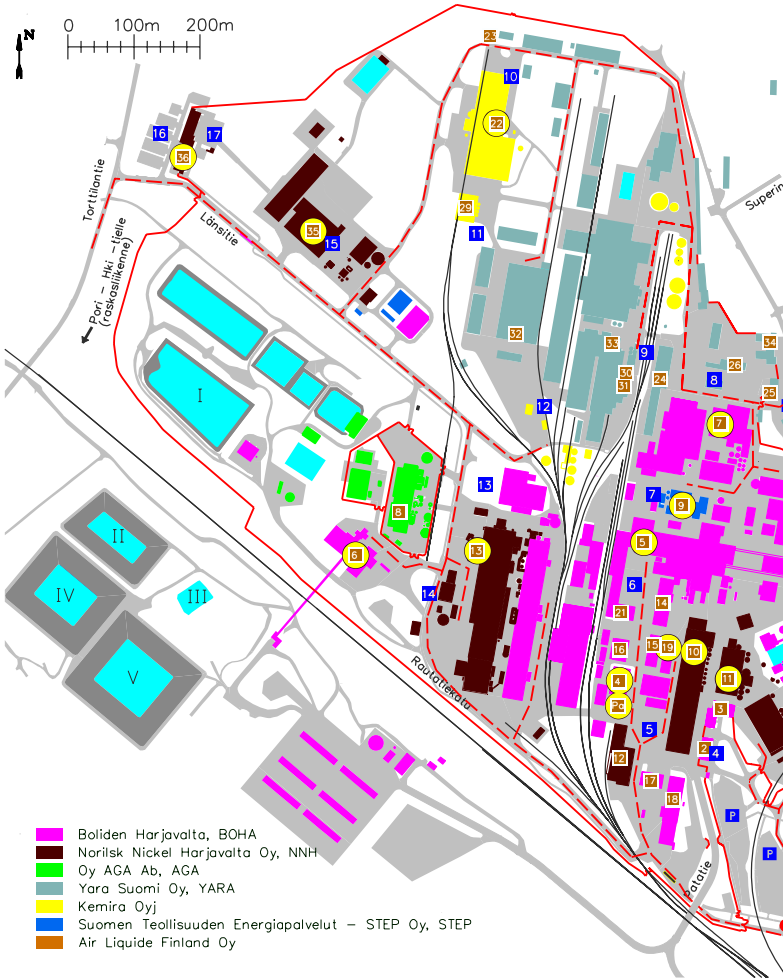 N
0 100m 200m
23
10
22
16
17
36
Torttilantie
Superin
Länsitie
29
11
35
15
Pori - Hki -tielle
(raskasliikenne)
32
33
9
34
26
30
24
8
31
25
I
12
7
13
7
9
8
5
II
6
13
IV
III
14
6
14
21
15
19
16
10
V
4
11
Rautatiekatu
Pa
3
5
2
4
12
17
18
P
P
Patatie
Boliden Harjavalta, BOHA
Norilsk Nickel Harjavalta Oy, NNH
Oy AGA Ab, AGA
Yara Suomi Oy, YARA
Kemira Oyj
Suomen Teollisuuden Energiapalvelut - STEP Oy, STEP
Air Liquide Finland Oy